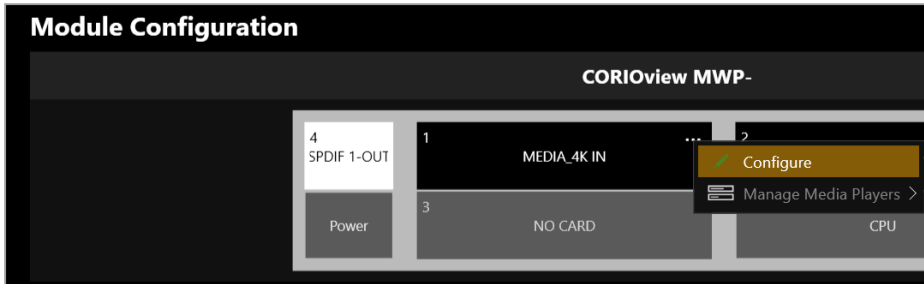 Module Configuration
CORIOview MWP-
4
SPDIF 1-OUT
1
...
MEDIA_4K IN
2
Configure
Manage Media Players >
Power
3
NO CARD
CPU